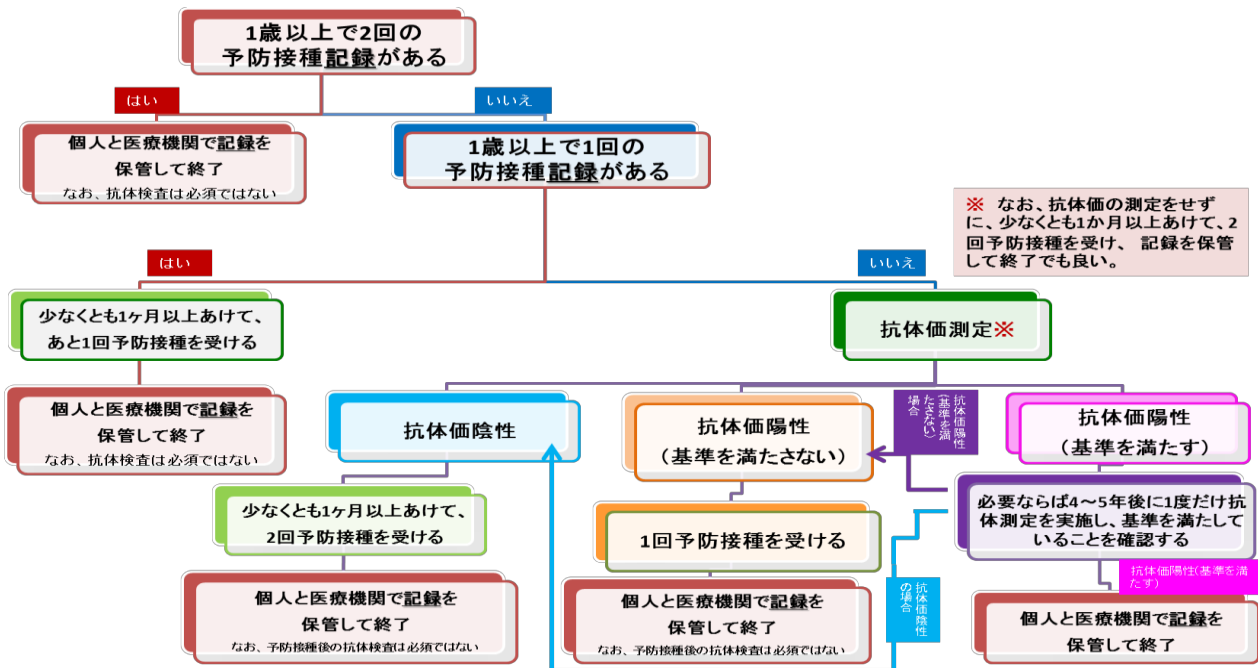 1歳以上で2回の
予防接種記録がある
はい
いいえ
個人と医療機関で記録を
保管して終了
なお、抗体検査は必須ではない
1歳以上で1回の
予防接種記録がある
※ なお、抗体価の測定をせず
に、少なくとも1か月以上あけて、2
回予防接種を受け、 記録を保管
して終了でも良い。
はい
いいえ
少なくとも1ヶ月以上あけて、
あと1回予防接種を受ける
抗体価測定※
個人と医療機関で記録を
保管して終了
なお、抗体検査は必須ではない
抗体価陰性
抗体価陽性
(基準を満たさない)
抗体価陽性
(基準を満
たさない)
場合
抗体価陽性
(基準を満たす)
少なくとも1ヶ月以上あけて、
2回予防接種を受ける
1回予防接種を受ける
必要ならば4~5年後に1度だけ抗
体測定を実施し、基準を満たして
いることを確認する
抗体価陽性(基準を満
たす)
個人と医療機関で記録を
保管して終了
なお、予防接種後の抗体検査は必須ではない
個人と医療機関で記録を
保管して終了
なお、予防接種後の抗体検査は必須ではない
抗体価陰性
の場合
個人と医療機関で記録を
保管して終了